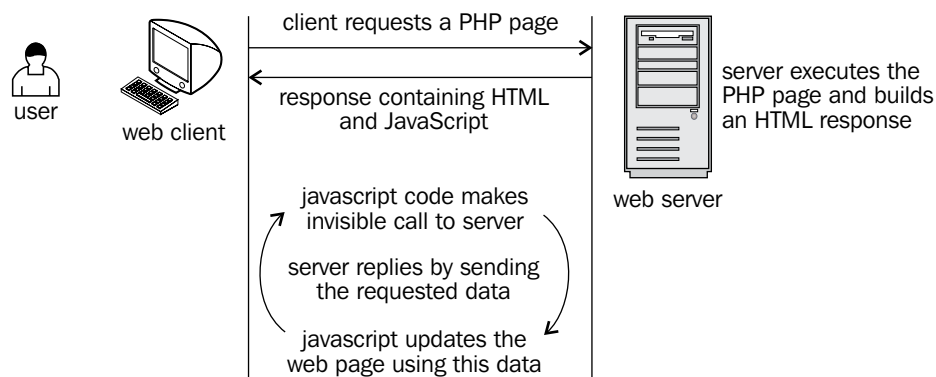 client requests a PHP page
user
web client
response containing HTML
and JavaScript
server executes the
PHP page and builds
an HTML response
web server
javascript code makes
invisible call to server
server replies by sending
the requested data
javascript updates the
web page using this data